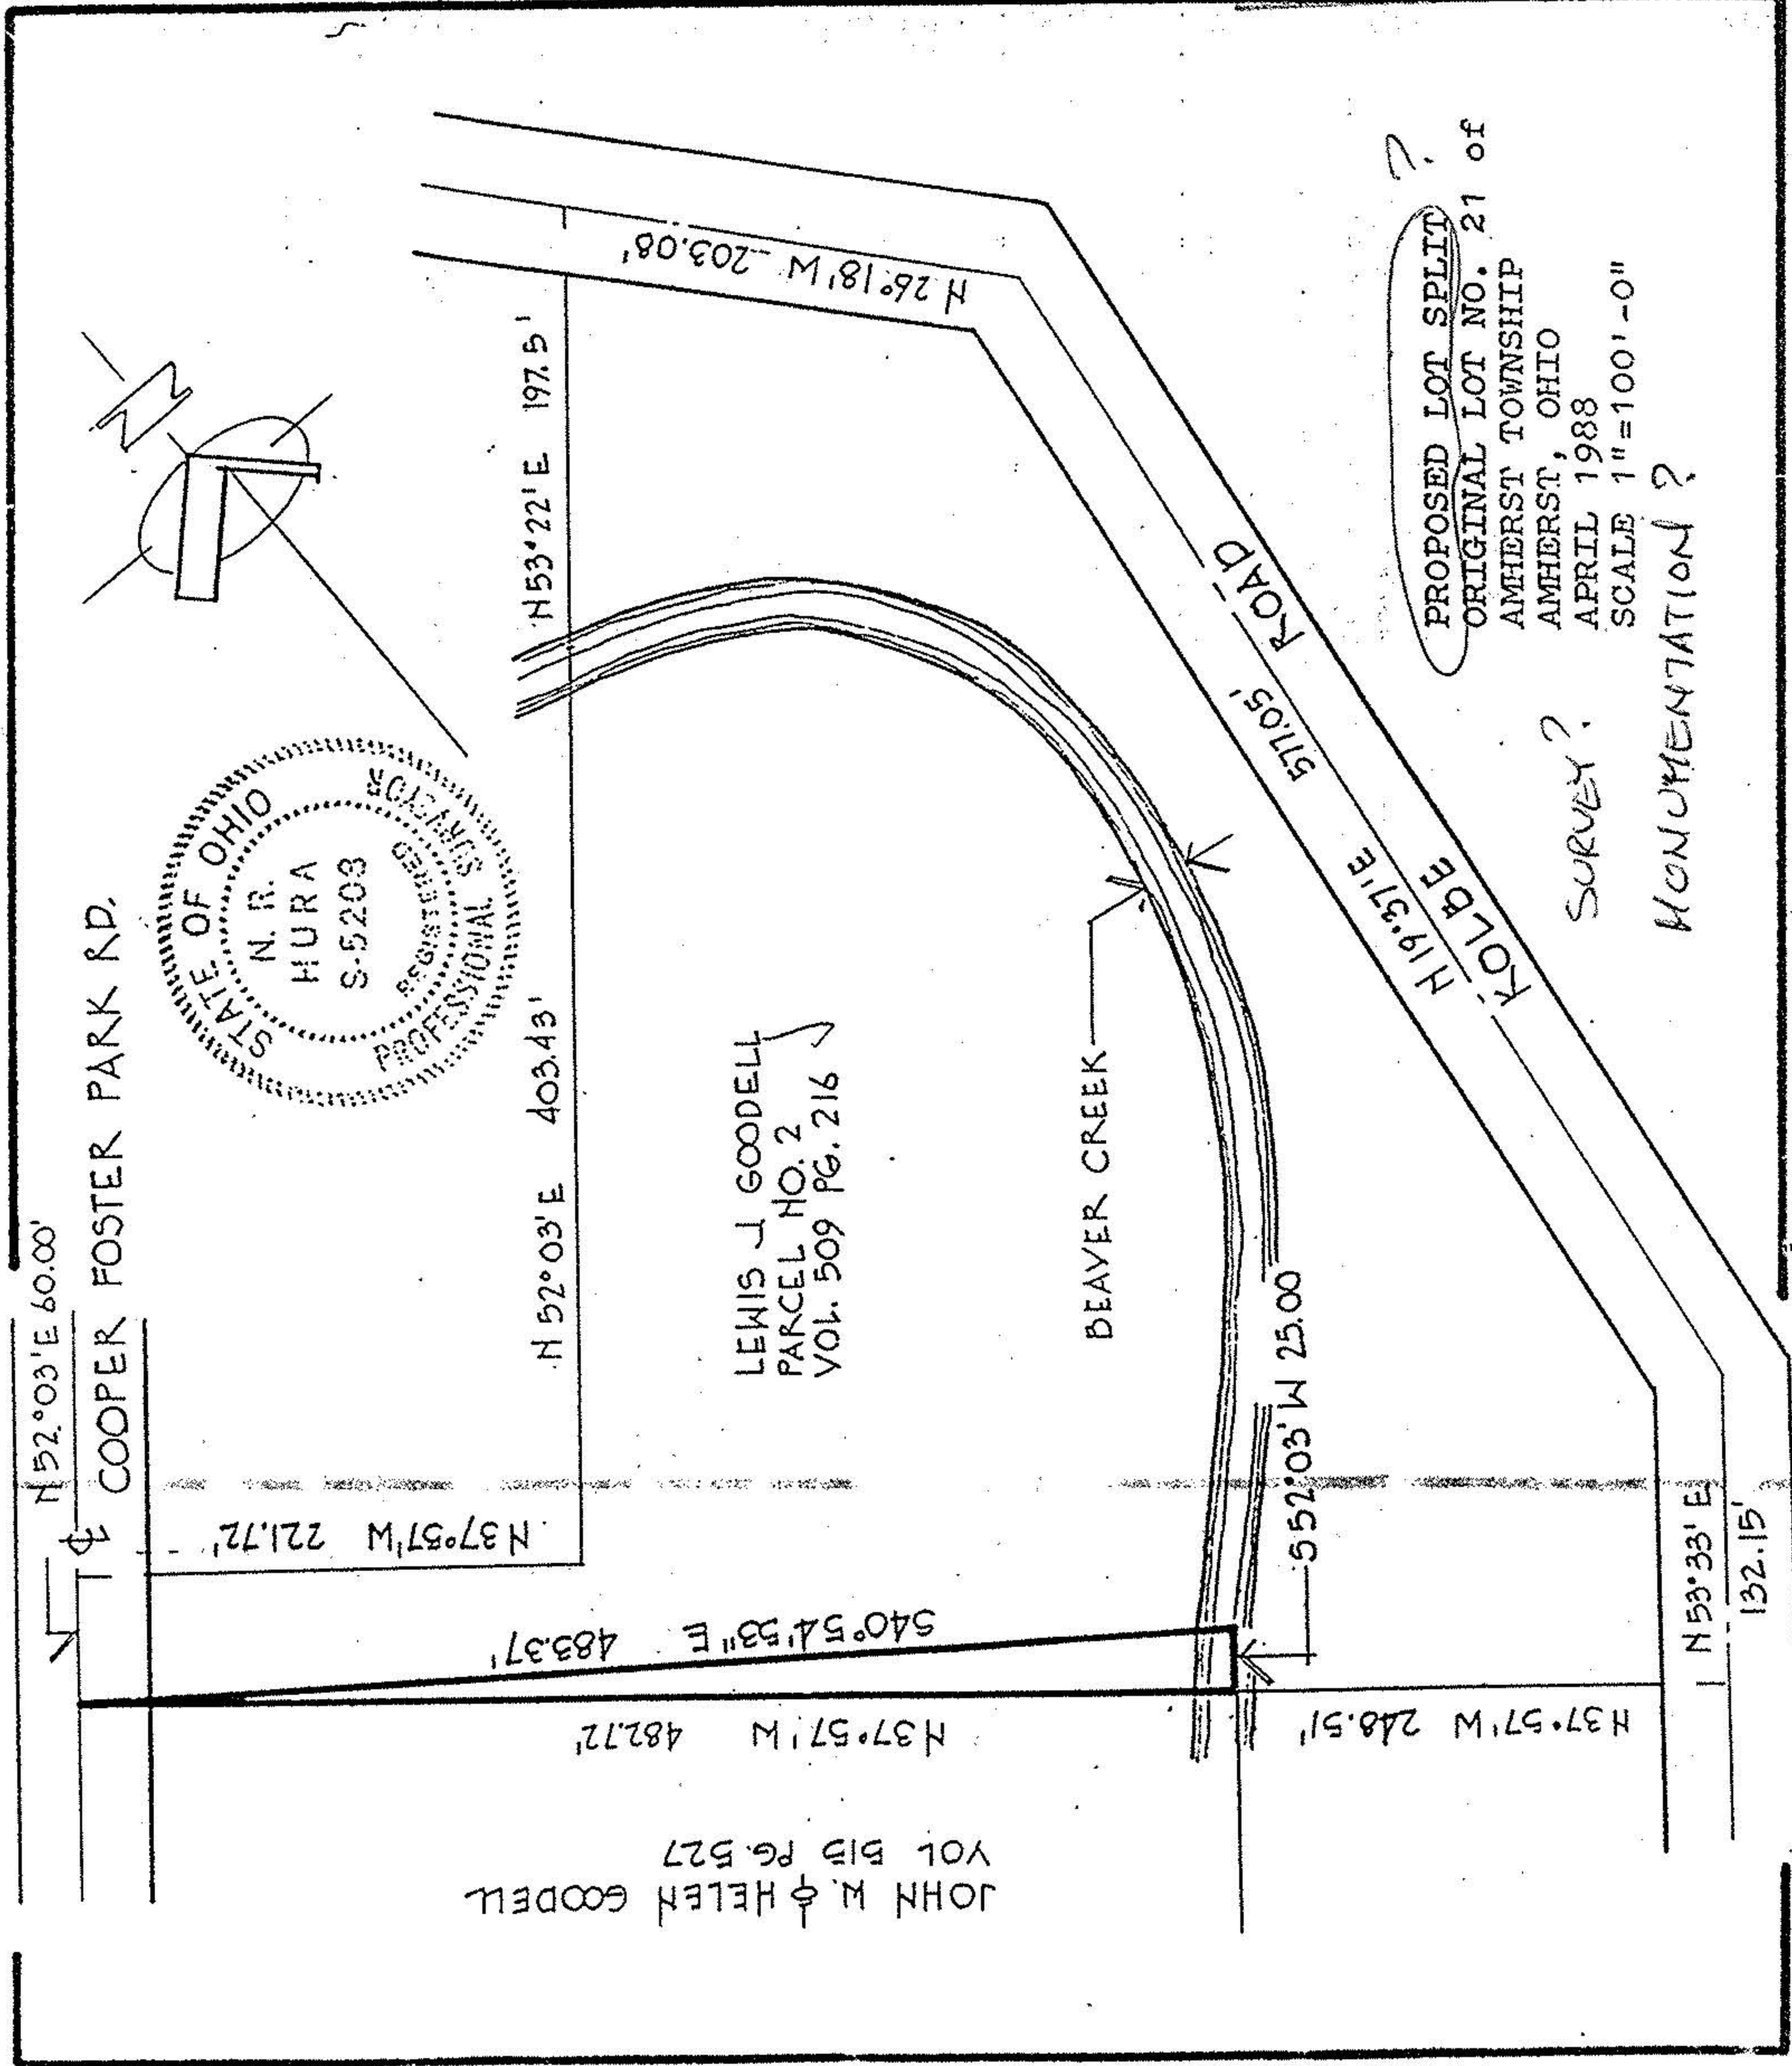 N 52°03'E 60.00'
COOPER FOSTER PARK RD.
STATE OF OHIO
N. R.
HURA
S-5203
REGISTERED
PROFESSIONAL SURVEYOR
N
N 37°57'W 221.72'
N 52°03'E 403.43'
N53°22'E 197.5'
N 26°18'W 203.08'
S40°54'53"E 483.37'
N37°57'W 482.72'
LEWIS J GOODELL
PARCEL NO. 2
VOL. 509 PG. 216
BEAVER CREEK
S52°03'W 25.00
N37°57'W 248.51'
JOHN W. & HELEN GOODELL
VOL 515 PG. 527
N 19°37'E 577.05'
KOLBE ROAD
N53°33'E
132.15'
PROPOSED LOT SPLIT ?
ORIGINAL LOT NO. 21 of
AMHERST TOWNSHIP
AMHERST, OHIO
APRIL 1988
SCALE 1"=100'-0"
SURVEY?
MONUMENTATION ?